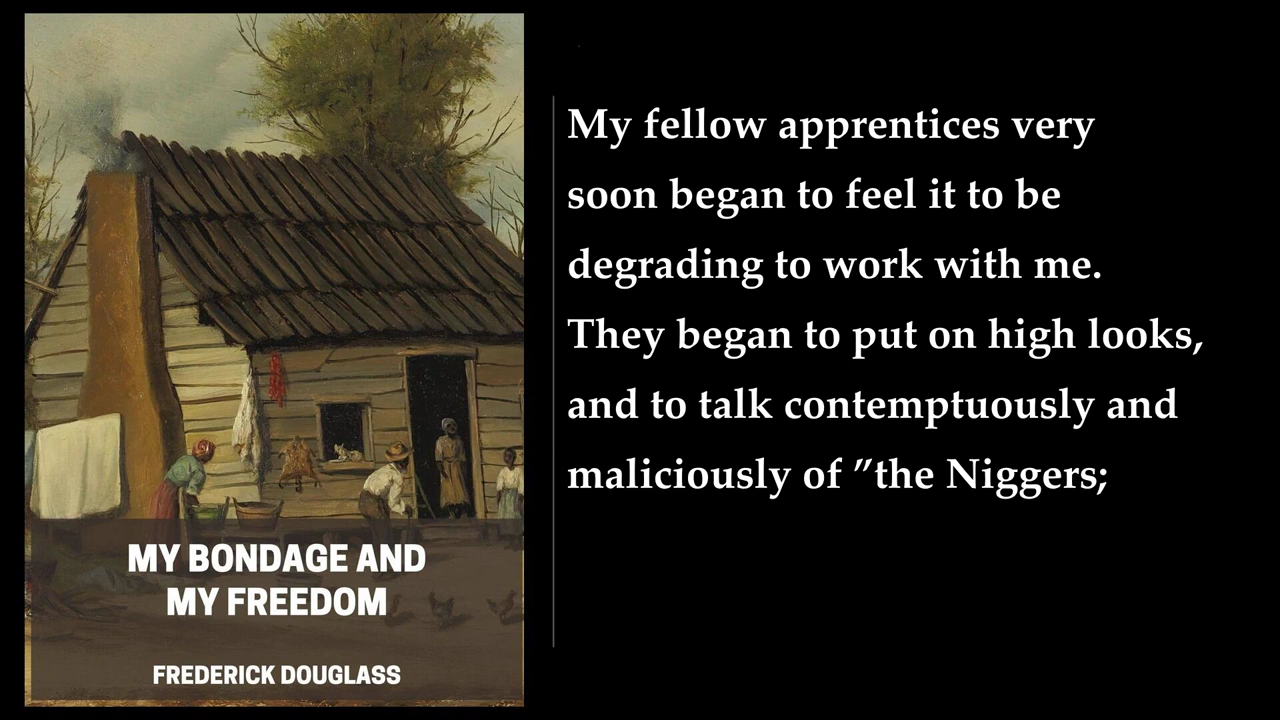 My fellow apprentices very
soon began to feel it to be
degrading to work with me.
They began to put on high looks,
and to talk contemptuously and
maliciously of ”the Niggers;
MY BONDAGE AND
MY FREEDOM
FREDERICK DOUGLASS